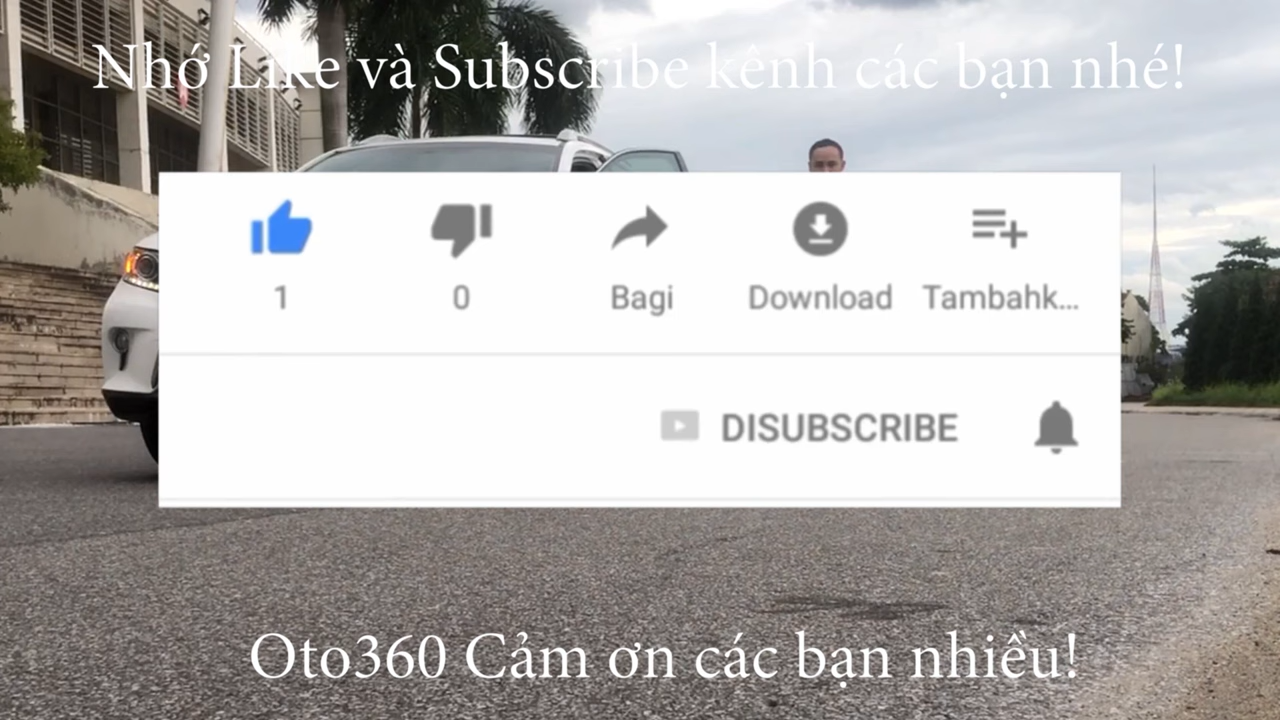 Nhớ Like và Subscribe kênh các bạn nhé!
1 0 Bagi Download Tambahk...
DISUBSCRIBE
Oto360 Cảm ơn các bạn nhiều!